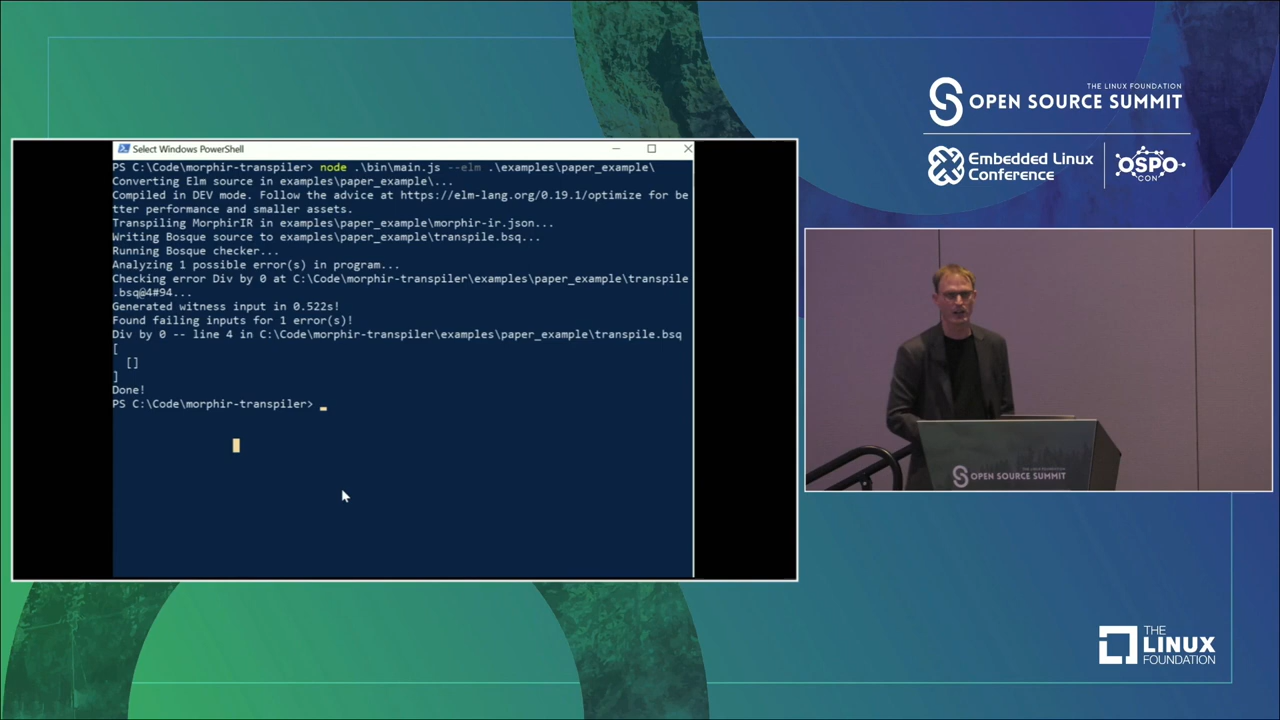 THE LINUX FOUNDATION
OPEN SOURCE SUMMIT
Embedded Linux
Conference
OSPO
CON
Select Windows PowerShell
PS C:\Code\morphir-transpiler> node .\bin\main.js --elm .\examples\paper_example\
Converting Elm source in examples\paper_example\...
Compiled in DEV mode. Follow the advice at https://elm-lang.org/0.19.1/optimize for be
tter performance and smaller assets.
Transpiling MorphirIR in examples\paper_example\morphir-ir.json...
Writing Bosque source to examples\paper_example\transpile.bsq...
Running Bosque checker...
Analyzing 1 possible error(s) in program...
Checking error Div by 0 at C:\Code\morphir-transpiler\examples\paper_example\transpile
.bsq@4#94...
Generated witness input in 0.522s!
Found failing inputs for 1 error(s)!
Div by 0 -- line 4 in C:\Code\morphir-transpiler\examples\paper_example\transpile.bsq
[
  []
]
Done!
PS C:\Code\morphir-transpiler>
THE LINUX FOUNDATION
OPEN SOURCE SUMMIT
THE
LINUX
FOUNDATION